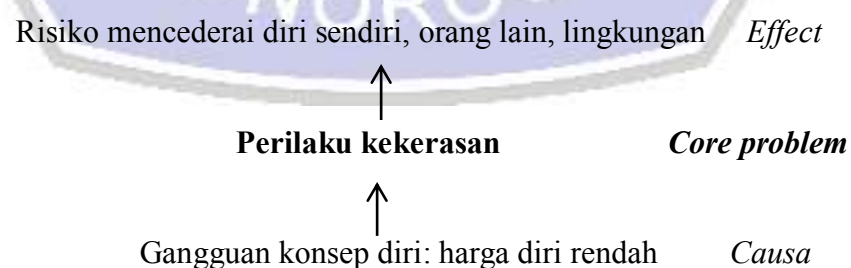 Risiko mencederai diri sendiri, orang lain, lingkungan Effect
Perilaku kekerasan Core problem
Gangguan konsep diri: harga diri rendah Causa